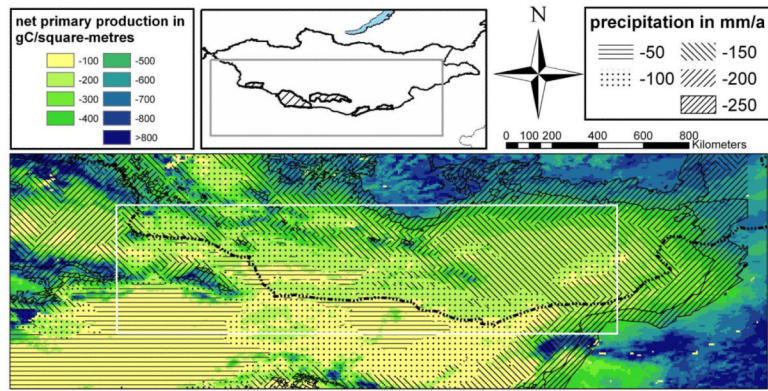 net primary production in
gC/square-metres
-100
-200
-300
-400
-500
-600
-700
-800
>800
N
0 100 200 400 600 800
Kilometers
precipitation in mm/a
-50
-100
-150
-200
-250